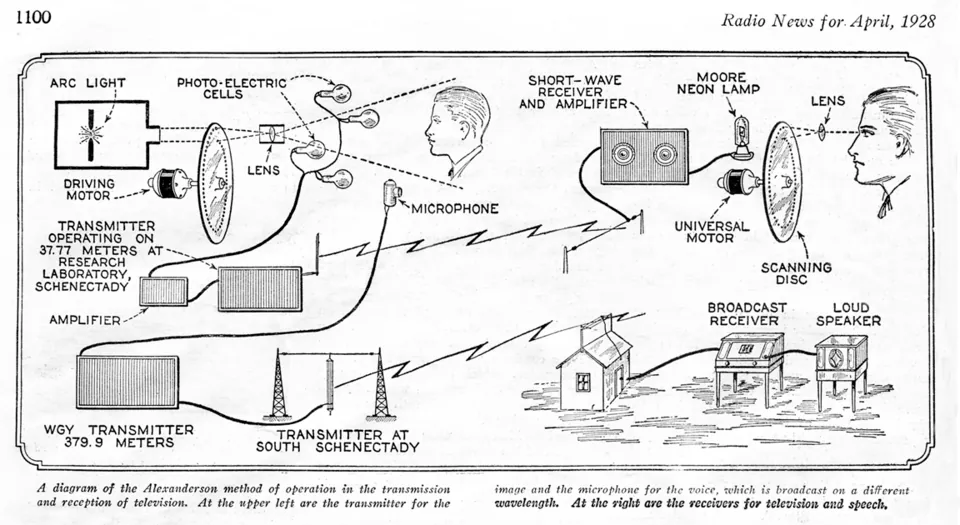 1100
Radio News for April, 1928
ARC LIGHT
PHOTO-ELECTRIC
CELLS
LENS
DRIVING
MOTOR
MICROPHONE
TRANSMITTER
OPERATING ON
37.77 METERS AT
RESEARCH
LABORATORY,
SCHENECTADY
AMPLIFIER
WGY TRANSMITTER
379.9 METERS
TRANSMITTER AT
SOUTH SCHENECTADY
SHORT-WAVE
RECEIVER
AND AMPLIFIER
MOORE
NEON LAMP
LENS
UNIVERSAL
MOTOR
SCANNING
DISC
BROADCAST
RECEIVER
LOUD
SPEAKER
A diagram of the Alexanderson method of operation in the transmission
and reception of television. At the upper left are the transmitter for the
image and the microphone for the voice, which is broadcast on a different
wavelength. At the right are the receivers for television and speech.